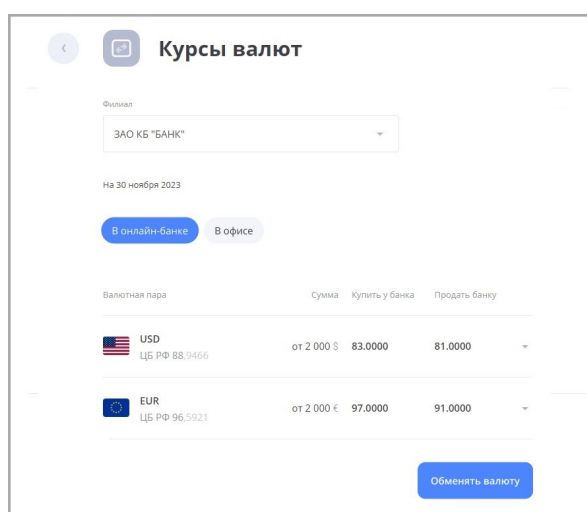 Курсы валют
Филиал
ЗАО КБ "БАНК"
На 30 ноября 2023
В онлайн-банке В офисе
Валютная пара Сумма Купить у банка Продать банку
USD
ЦБ РФ 88,9466
от 2 000 $ 83.0000 81.0000
EUR
ЦБ РФ 96,5921
от 2 000 € 97.0000 91.0000
Обменять валюту